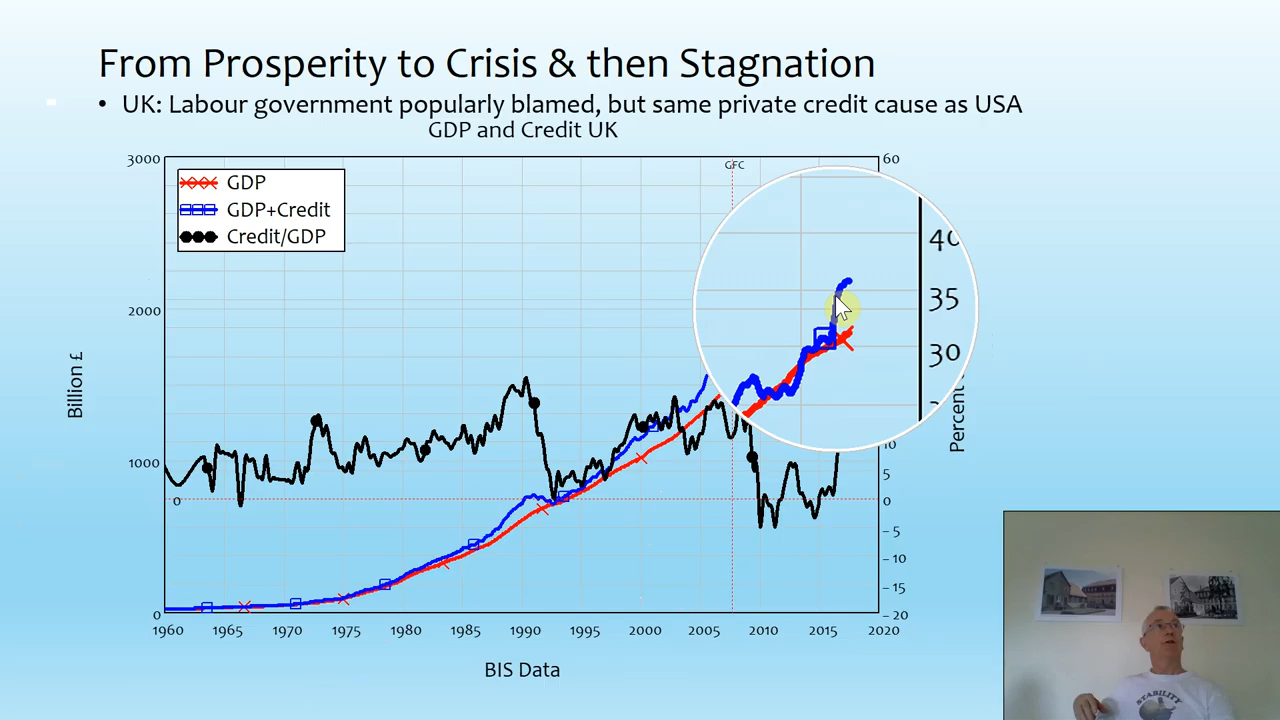 From Prosperity to Crisis & then Stagnation
• UK: Labour government popularly blamed, but same private credit cause as USA
GDP and Credit UK
3000
60
GFC
GDP
GDP+Credit
Credit/GDP
40
35
30
2000
Billion £
Percent
1000
10
5
0
0
-5
-10
-15
0
-20
1960 1965 1970 1975 1980 1985 1990 1995 2000 2005 2010 2015 2020
BIS Data
STABILITY